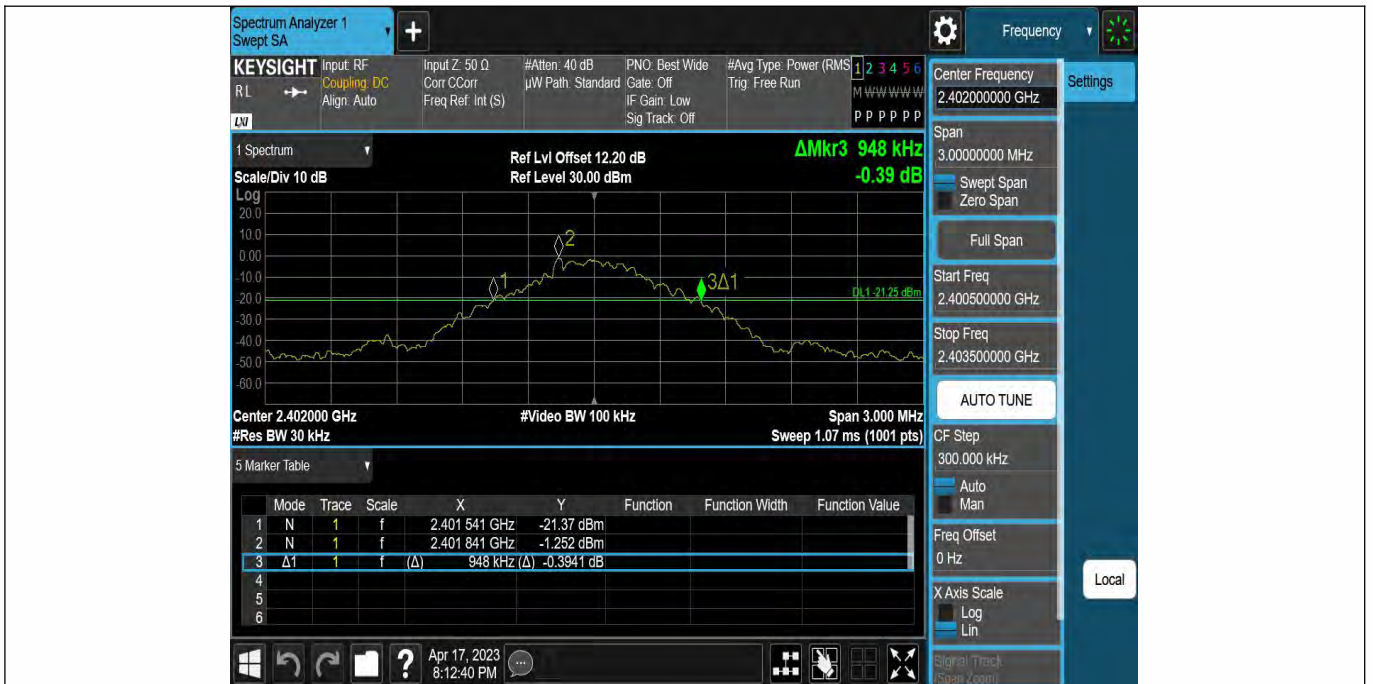 Spectrum Analyzer 1
Swept SA
+
Frequency
KEYSIGHT
RL
LXI
Input: RF
Coupling: DC
Align: Auto
Input Z: 50 Ω
Corr CCorr
Freq Ref: Int (S)
#Atten: 40 dB
µW Path: Standard
PNO: Best Wide
Gate: Off
IF Gain: Low
Sig Track: Off
#Avg Type: Power (RMS
Trig: Free Run
1 2 3 4 5 6
M W W W W W
P P P P P P
1 Spectrum
Scale/Div 10 dB
Ref Lvl Offset 12.20 dB
Ref Level 30.00 dBm
ΔMkr3 948 kHz
-0.39 dB
Log
20.0
10.0
0.00
-10.0
-20.0
-30.0
-40.0
-50.0
-60.0
1
2
3Δ1
DL1 -21.25 dBm
Center 2.402000 GHz
#Video BW 100 kHz
Span 3.000 MHz
#Res BW 30 kHz
Sweep 1.07 ms (1001 pts)
5 Marker Table
Mode Trace Scale X Y Function Function Width Function Value
1 N 1 f 2.401 541 GHz -21.37 dBm
2 N 1 f 2.401 841 GHz -1.252 dBm
3 Δ1 1 f (Δ) 948 kHz (Δ) -0.3941 dB
4
5
6
?
Apr 17, 2023
8:12:40 PM
Center Frequency
2.402000000 GHz
Settings
Span
3.00000000 MHz
Swept Span
Zero Span
Full Span
Start Freq
2.400500000 GHz
Stop Freq
2.403500000 GHz
AUTO TUNE
CF Step
300.000 kHz
Auto
Man
Freq Offset
0 Hz
Local
X Axis Scale
Log
Lin
Signal Track
(Span Zoom)